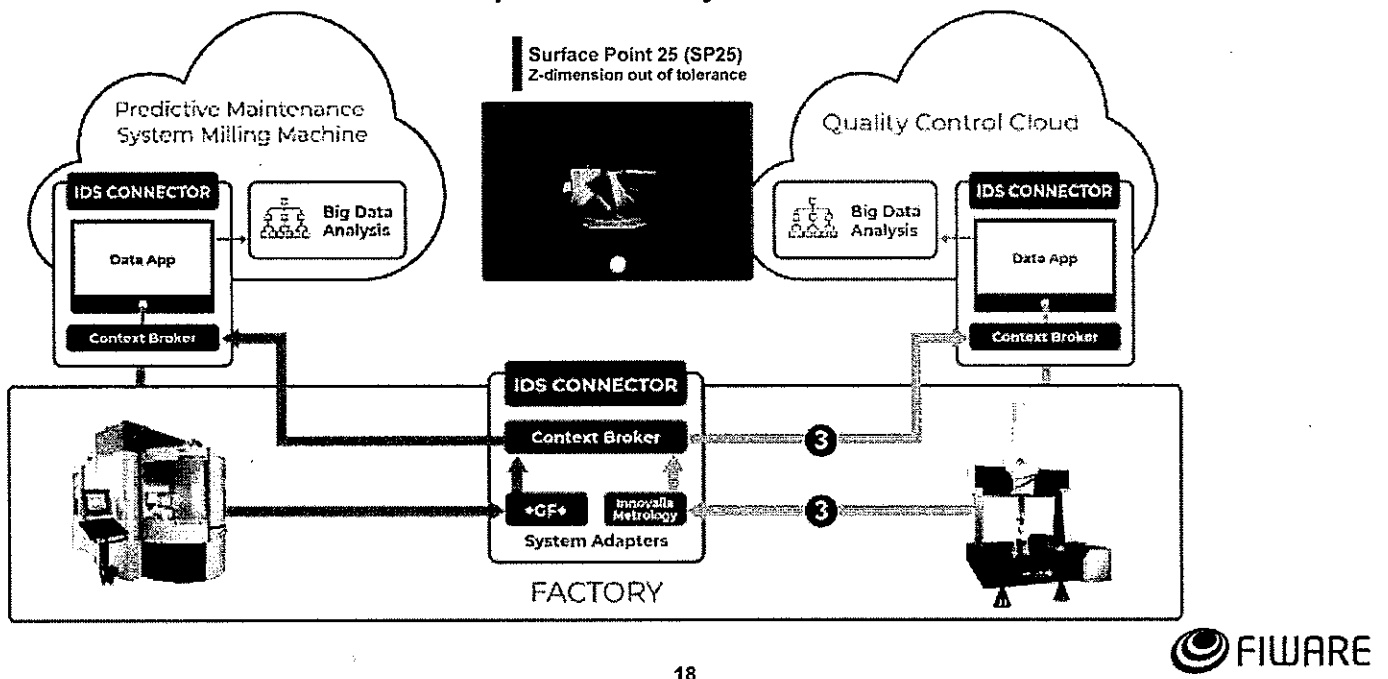 Surface Point 25 (SP25)
Z-dimension out of tolerance
Predictive Maintenance
System Milling Machine
IDS CONNECTOR
Big Data
Analysis
Data App
Context Broker
Quality Control Cloud
IDS CONNECTOR
Big Data
Analysis
Data App
Context Broker
IDS CONNECTOR
Context Broker
3
+GF+
Innovalia
Metrology
3
System Adapters
FACTORY
FIWARE
18